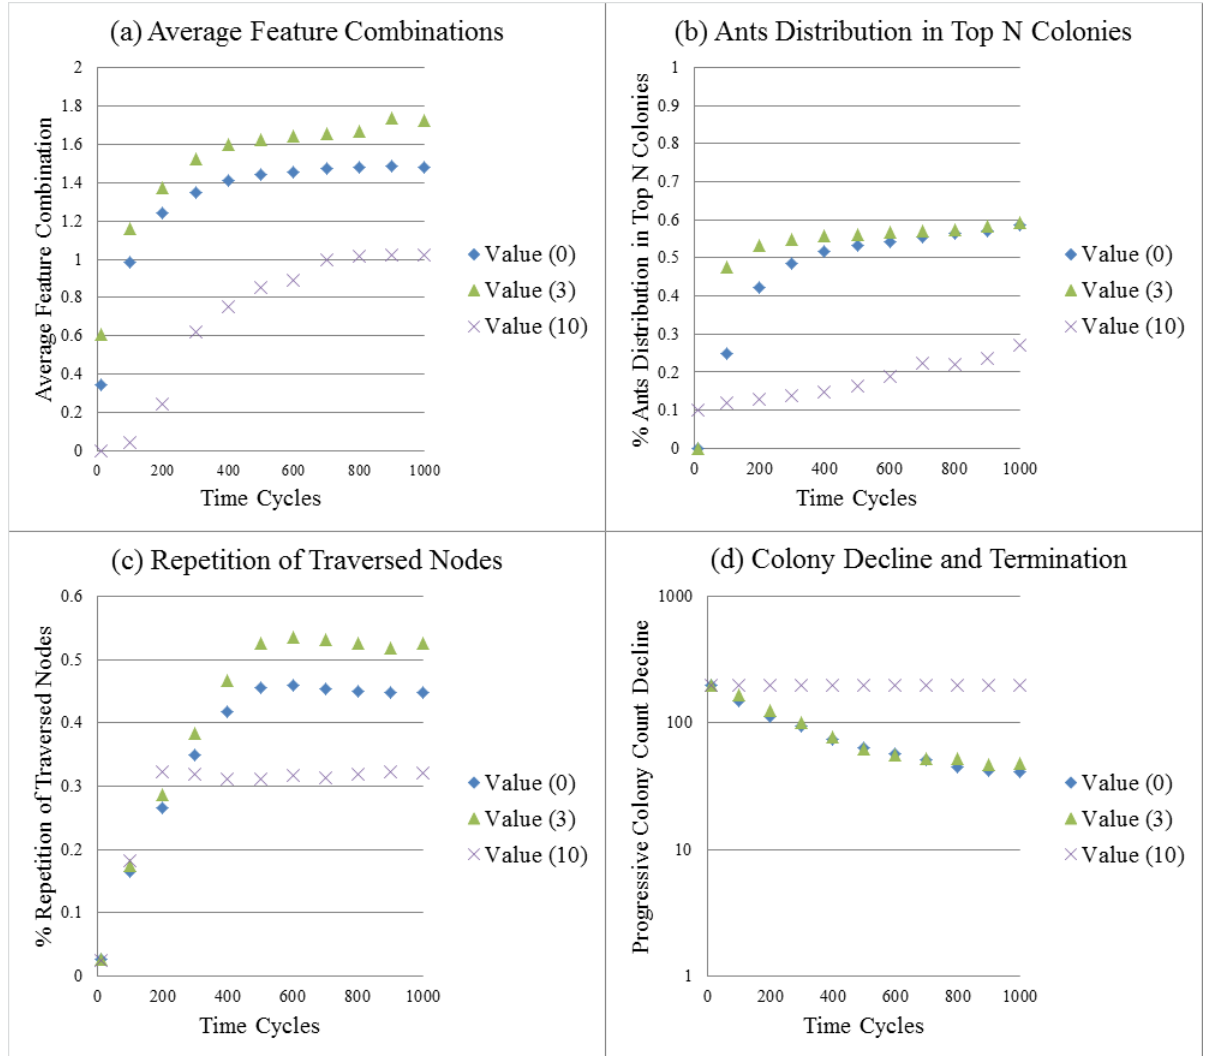 (a) Average Feature Combinations
2
1.8
1.6
1.4
1.2
1
0.8
0.6
0.4
0.2
0
0 200 400 600 800 1000
Average Feature Combination
Time Cycles
Value (0)
Value (3)
Value (10)
(b) Ants Distribution in Top N Colonies
1
0.9
0.8
0.7
0.6
0.5
0.4
0.3
0.2
0.1
0
0 200 400 600 800 1000
% Ants Distribution in Top N Colonies
Time Cycles
Value (0)
Value (3)
Value (10)
(c) Repetition of Traversed Nodes
0.6
0.5
0.4
0.3
0.2
0.1
0
0 200 400 600 800 1000
% Repetition of Traversed Nodes
Time Cycles
Value (0)
Value (3)
Value (10)
(d) Colony Decline and Termination
1000
100
10
1
0 200 400 600 800 1000
Progressive Colony Count Decline
Time Cycles
Value (0)
Value (3)
Value (10)